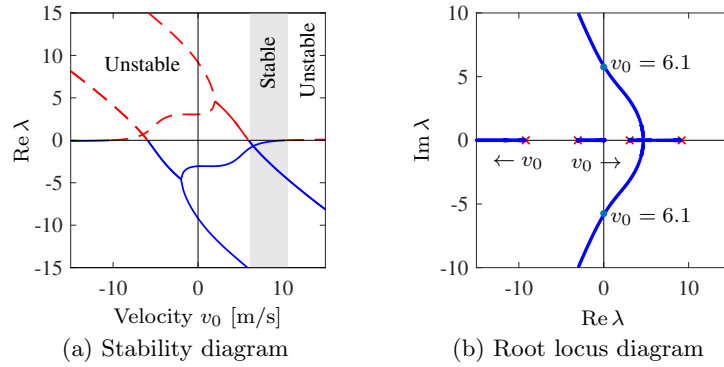 15
10
5
0
-5
-10
-15
Re λ
Unstable
Stable
Unstable
-10
0
10
Velocity v₀ [m/s]
(a) Stability diagram
10
5
0
-5
-10
Im λ
v₀ = 6.1
← v₀
v₀ →
v₀ = 6.1
-10
0
10
Re λ
(b) Root locus diagram